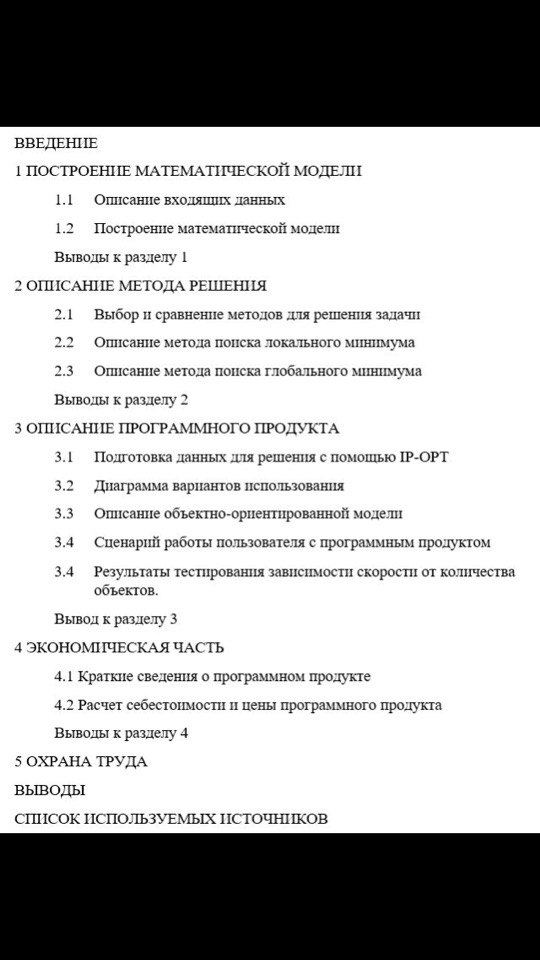 ВВЕДЕНИЕ
1 ПОСТРОЕНИЕ МАТЕМАТИЧЕСКОЙ МОДЕЛИ
1.1 Описание входящих данных
1.2 Построение математической модели
Выводы к разделу 1
2 ОПИСАНИЕ МЕТОДА РЕШЕНИЯ
2.1 Выбор и сравнение методов для решения задачи
2.2 Описание метода поиска локального минимума
2.3 Описание метода поиска глобального минимума
Выводы к разделу 2
3 ОПИСАНИЕ ПРОГРАММНОГО ПРОДУКТА
3.1 Подготовка данных для решения с помощью IP-OPT
3.2 Диаграмма вариантов использования
3.3 Описание объектно-ориентированной модели
3.4 Сценарий работы пользователя с программным продуктом
3.4 Результаты тестирования зависимости скорости от количества
объектов.
Вывод к разделу 3
4 ЭКОНОМИЧЕСКАЯ ЧАСТЬ
4.1 Краткие сведения о программном продукте
4.2 Расчет себестоимости и цены программного продукта
Выводы к разделу 4
5 ОХРАНА ТРУДА
ВЫВОДЫ
СПИСОК ИСПОЛЬЗУЕМЫХ ИСТОЧНИКОВ